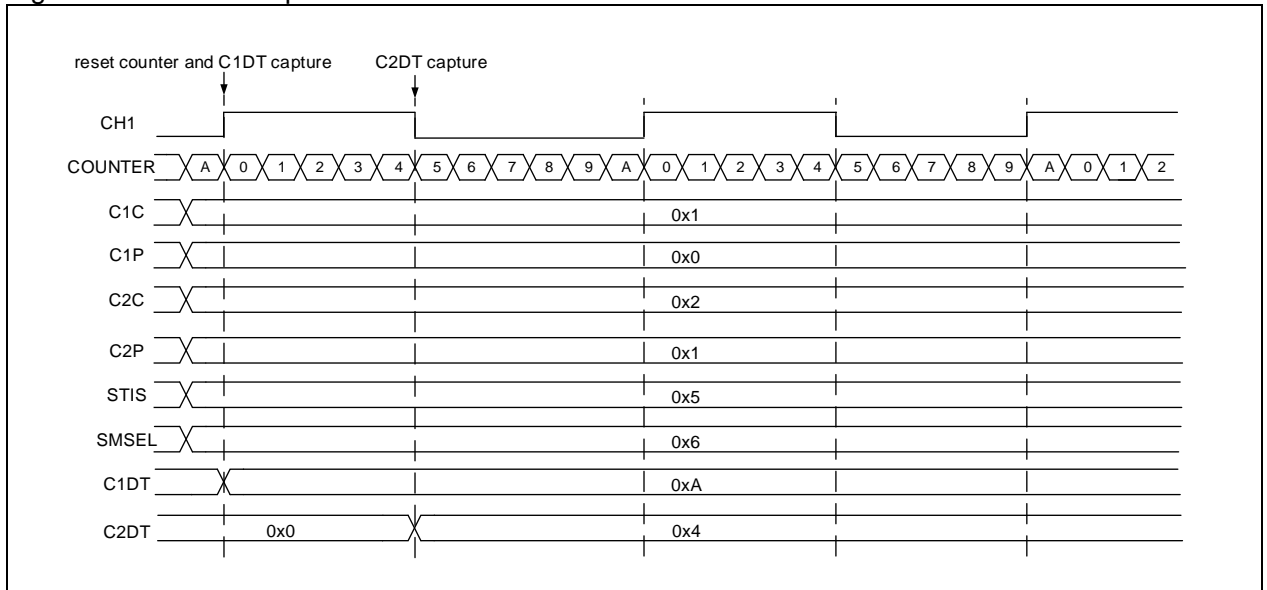 reset counter and C1DT capture C2DT capture
CH1
COUNTER A 0 1 2 3 4 5 6 7 8 9 A 0 1 2 3 4 5 6 7 8 9 A 0 1 2
C1C 0x1
C1P 0x0
C2C 0x2
C2P 0x1
STIS 0x5
SMSEL 0x6
C1DT 0xA
C2DT 0x0 0x4